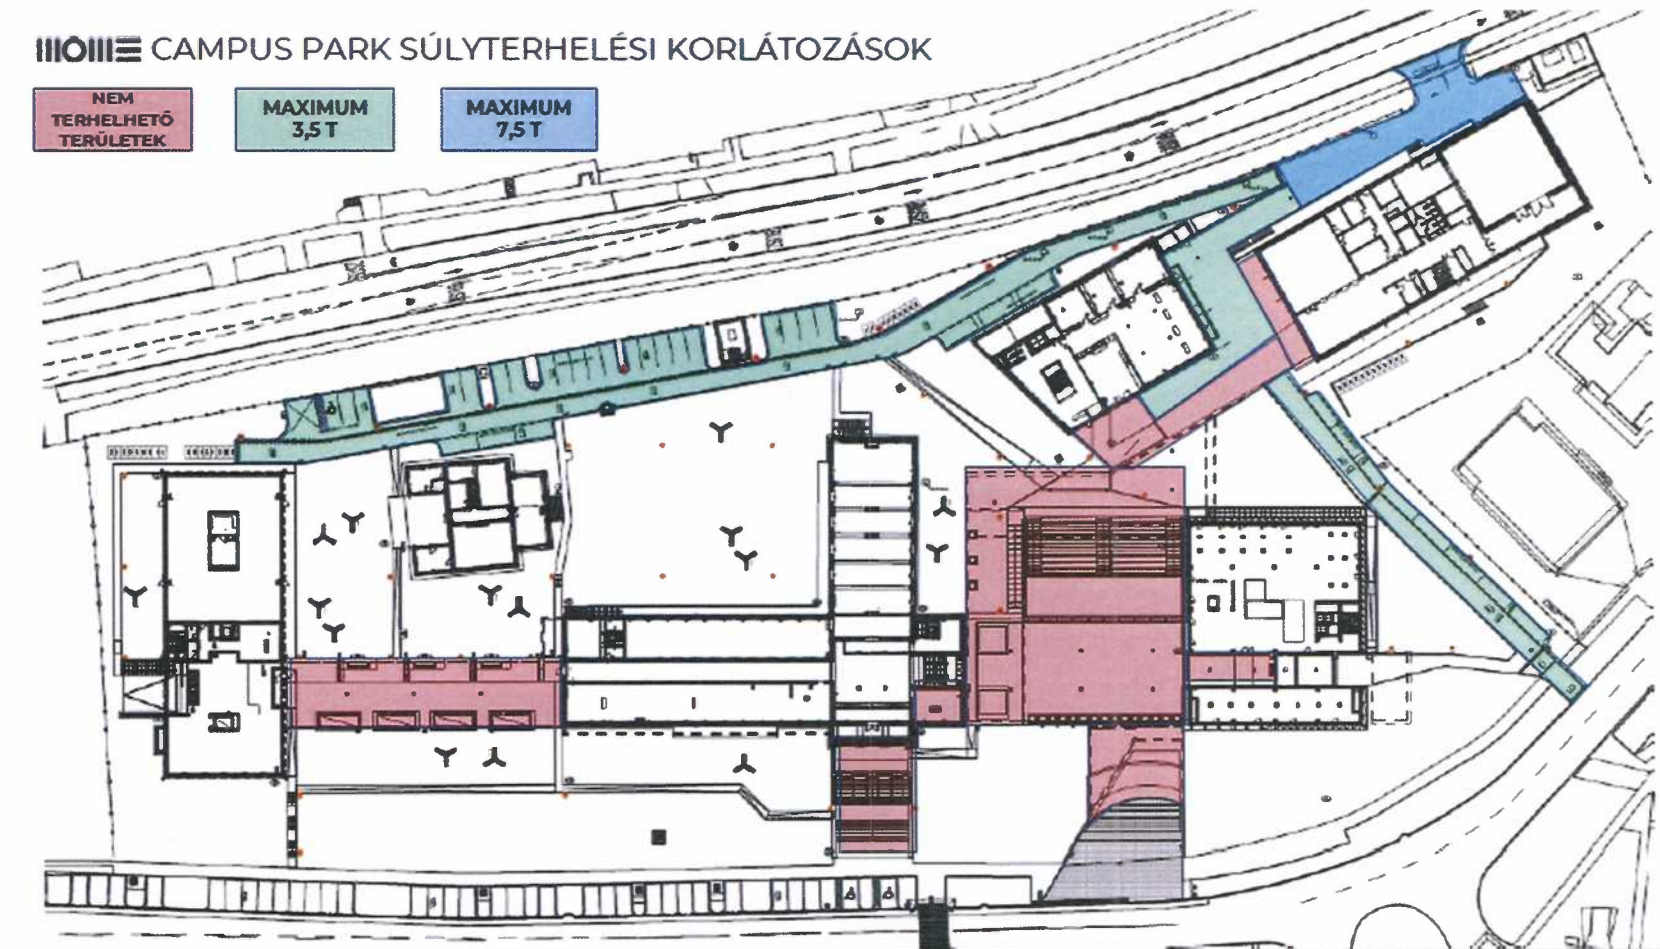 MOME CAMPUS PARK SÚLYTERHELÉSI KORLÁTOZÁSOK
NEM
TERHELHETŐ
TERÜLETEK
MAXIMUM
3,5 T
MAXIMUM
7,5 T